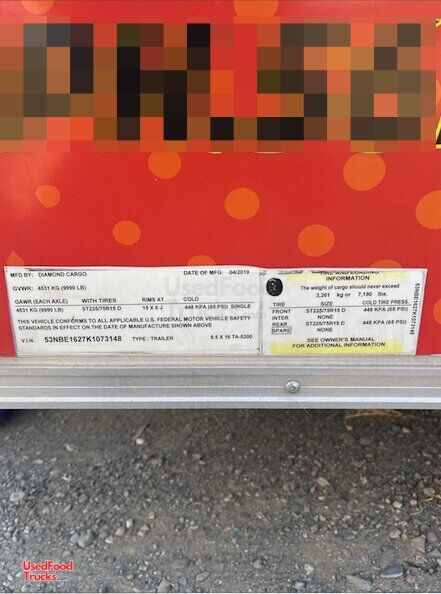 MFD BY: DIAMOND CARGO DATE OF MFG: 04/2019
GVWR: 4531 KG (9990 LB)
GAWR (EACH AXLE) WITH TIRES RIMS AT COLD
4531 KG (9990 LB) ST225/75R15 D 15 X 6 J 448 KPA (65 PSI) SINGLE
THIS VEHICLE CONFORMS TO ALL APPLICABLE U.S. FEDERAL MOTOR VEHICLE SAFETY
STANDARDS IN EFFECT ON THE DATE OF MANUFACTURE SHOWN ABOVE
V.I.N. 53NBE1627K1073148 TYPE: TRAILER 8.5 X 16 TA-5200
TIRE AND LOADING
INFORMATION
The weight of cargo should never exceed
3,261 kg or 7,190 lbs.
TIRE SIZE COLD TIRE PRESS.
FRONT ST225/75R15 D 448 KPA (65 PSI)
INTER NONE
REAR ST225/75R15 D 448 KPA (65 PSI)
SPARE NONE
SEE OWNER'S MANUAL
FOR ADDITIONAL INFORMATION
53NBE1627K1073148
UsedFood
UsedFood
Trucks.com